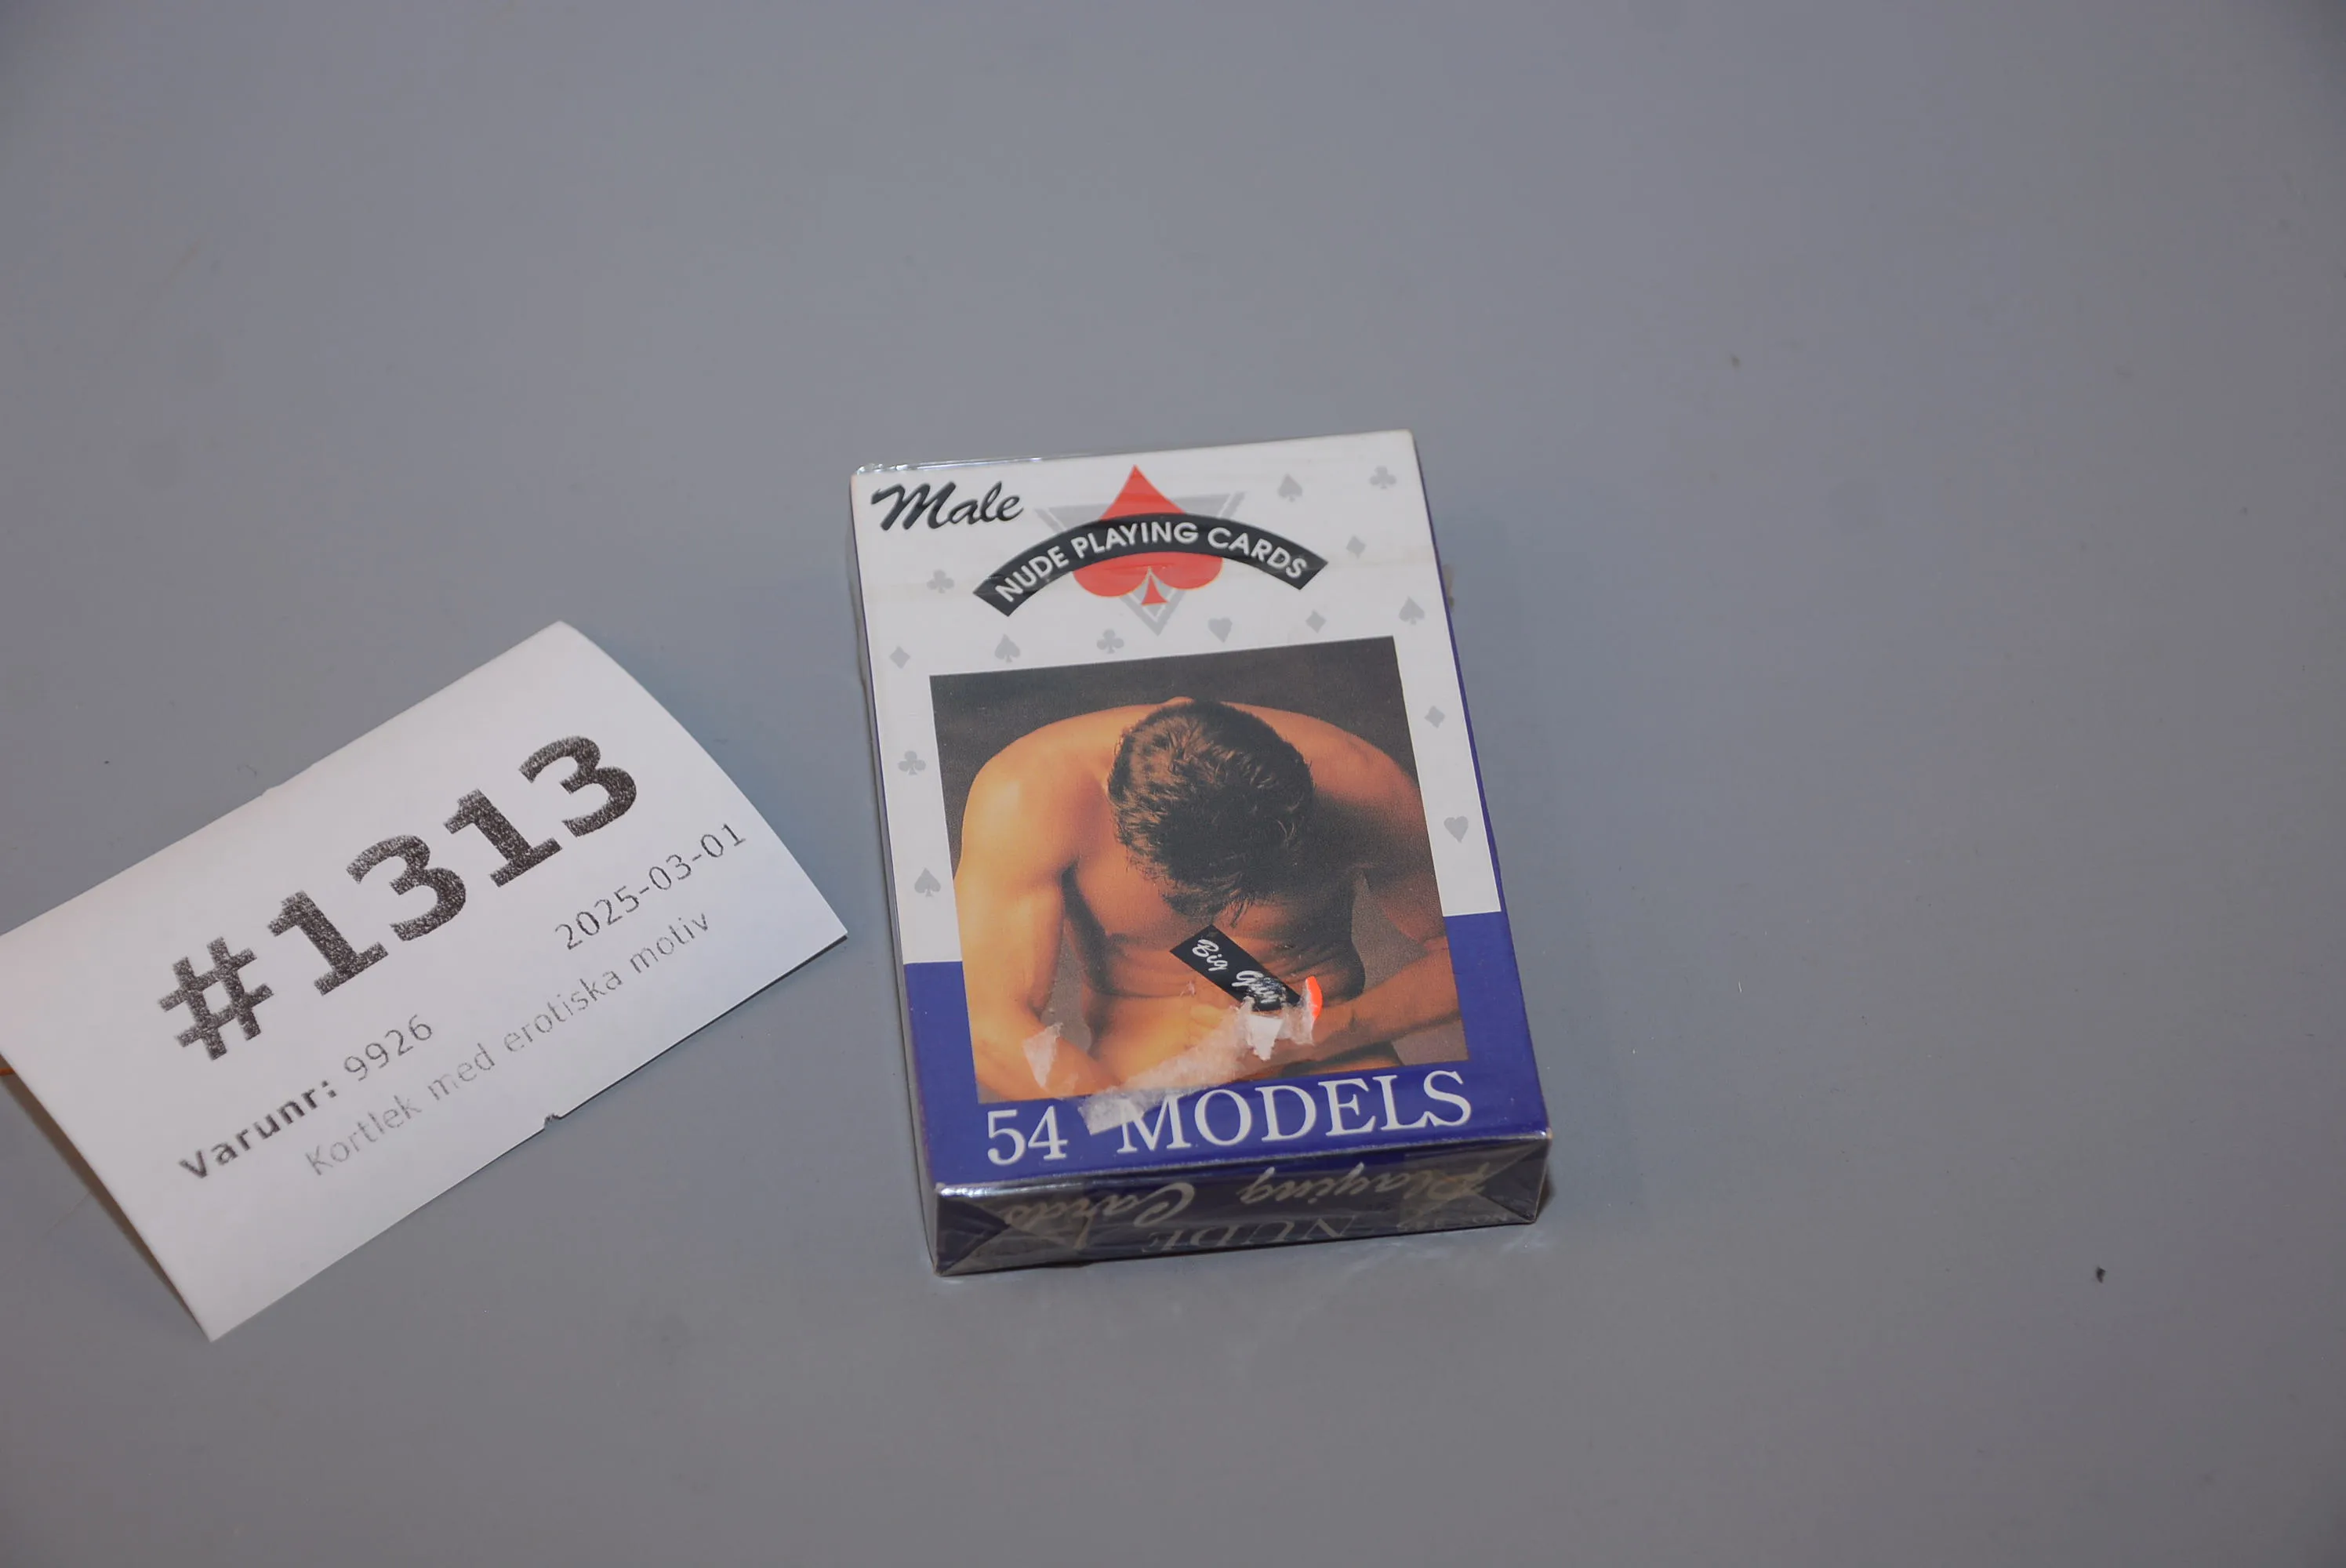 #1313
2025-03-01
Varunr: 9926
Kortlek med erotiska motiv
Male
NUDE PLAYING CARDS
Big Gun
54 MODELS
Playing Cards
NUDE